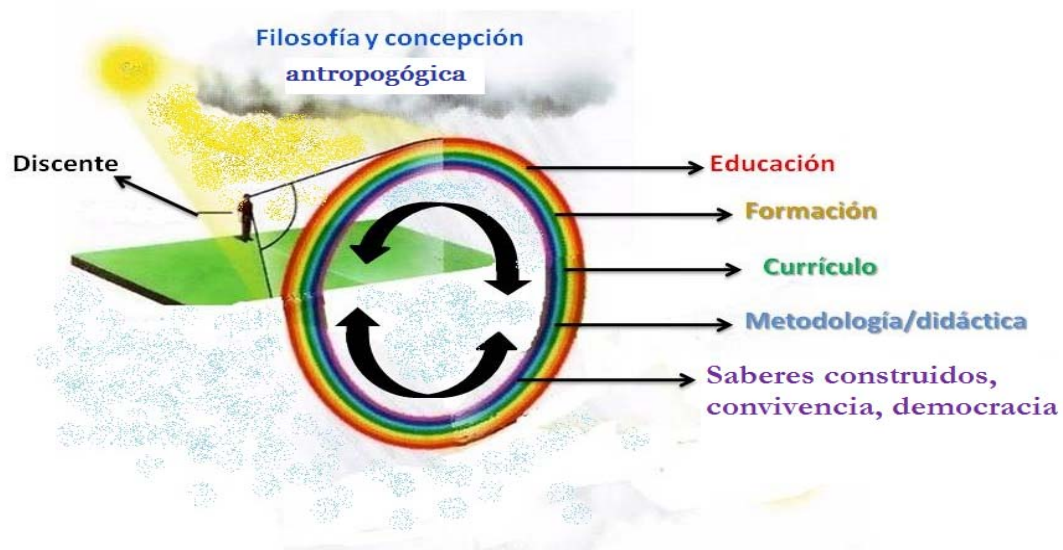 Filosofía y concepción
antropogógica
Discente
Educación
Formación
Currículo
Metodología/didáctica
Saberes construidos,
convivencia, democracia